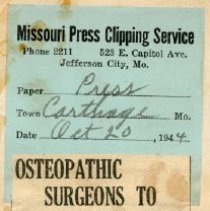 Missouri Press Clipping Service
Phone 2211 523 E. Capitol Ave.
Jefferson City, Mo.
Paper Press
Town Carthage Mo.
Date Oct 20 1944
OSTEOPATHIC
SURGEONS TO